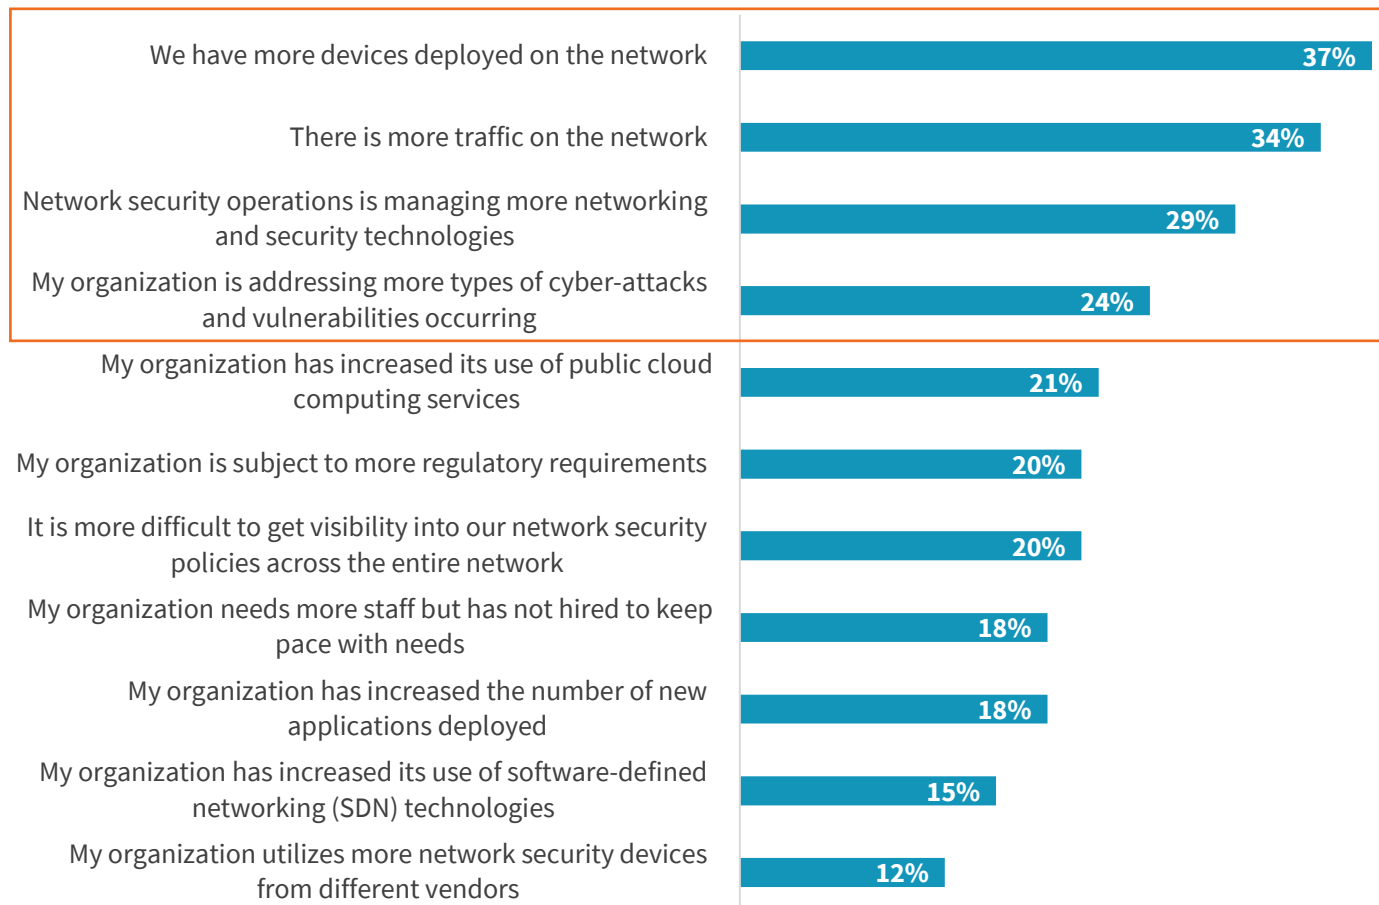 We have more devices deployed on the network
37%
There is more traffic on the network
34%
Network security operations is managing more networking
and security technologies
29%
My organization is addressing more types of cyber-attacks
and vulnerabilities occurring
24%
My organization has increased its use of public cloud
computing services
21%
My organization is subject to more regulatory requirements
20%
It is more difficult to get visibility into our network security
policies across the entire network
20%
My organization needs more staff but has not hired to keep
pace with needs
18%
My organization has increased the number of new
applications deployed
18%
My organization has increased its use of software-defined
networking (SDN) technologies
15%
My organization utilizes more network security devices
from different vendors
12%